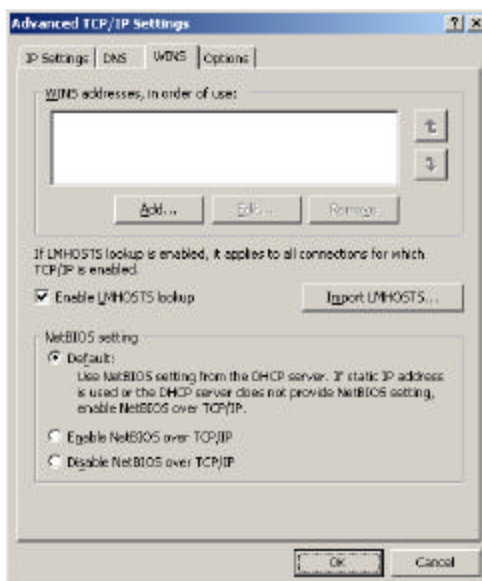 Advanced TCP/IP Settings
IP Settings DNS WINS Options
WINS addresses, in order of use:
Add... Edit... Remove
If LMHOSTS lookup is enabled, it applies to all connections for which
TCP/IP is enabled.
Enable LMHOSTS lookup
Import LMHOSTS...
NetBIOS setting
Default:
Use NetBIOS setting from the DHCP server. If static IP address
is used or the DHCP server does not provide NetBIOS setting,
enable NetBIOS over TCP/IP.
Enable NetBIOS over TCP/IP
Disable NetBIOS over TCP/IP
OK Cancel